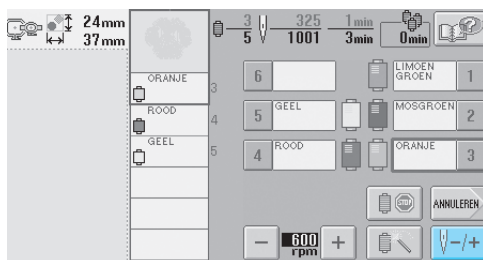 24mm
37mm
3 325 1min
5 1001 3min 0min
ORANJE
3
ROOD
4
GEEL
5
6
LIMOEN
GROEN
1
5
GEEL
MOSGROEN
2
4
ROOD
ORANJE
3
STOP
ANNULEREN
− 600 +
rpm
−/+